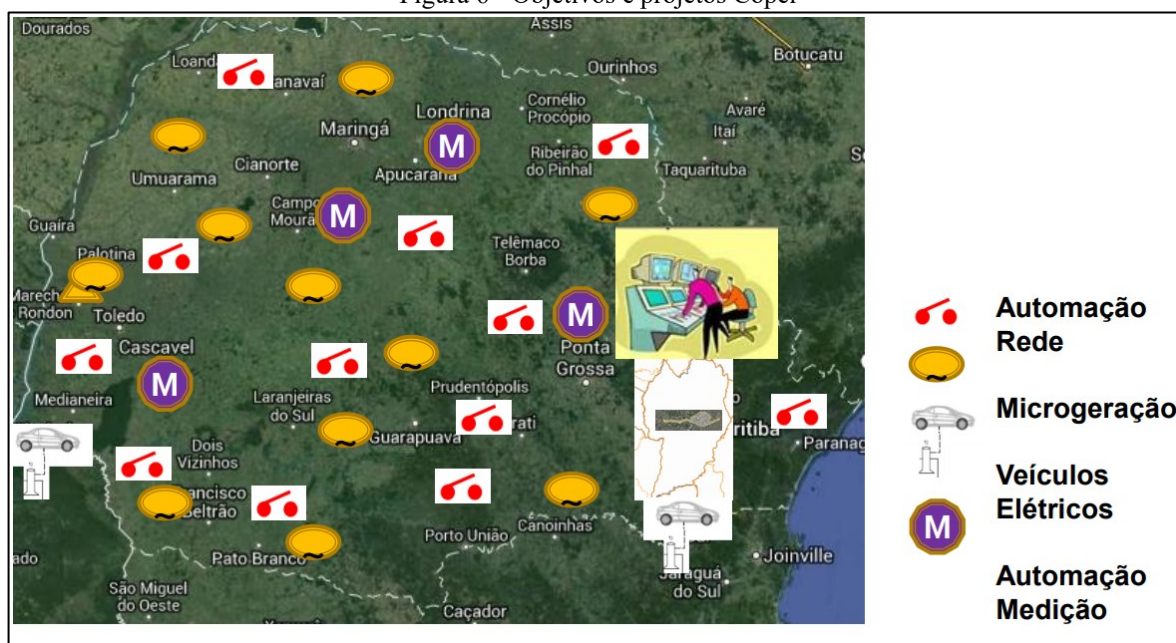 Figura 6 - Objetivos e projetos Copel
Dourados
Assis
Botucatu
Loanda
anavaí
Ourinhos
Londrina
Cornélio
Procópio
Avaré
Itaí
Maringá
Cianorte
Apucarana
Ribeirão
do Pinhal
Taquarituba
Umuarama
Campo
Mourão
M
M
Guaíra
Palotina
Telêmaco
Borba
Marech
Rondon
Toledo
Cascavel
M
M
Ponta
Grossa
Medianeira
Laranjeiras
do Sul
Prudentópolis
Guarapuava
rati
ritiba
Paranag
Dois
Vizinhos
rancisco
Beltrão
Pato Branco
Porto União
Canoinhas
Joinville
ado
São Miguel
do Oeste
Jaraguá
do Sul
Caçador
Automação
Rede
Microgeração
Veículos
Elétricos
M
Automação
Medição